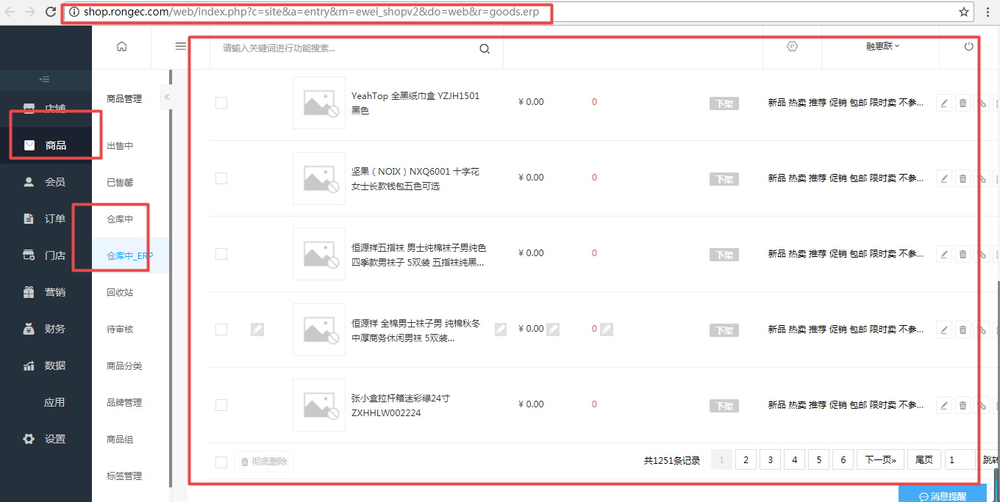 shop.rongec.com/web/index.php?c=site&a=entry&m=ewei_shopv2&do=web&r=goods.erp
请输入关键词进行功能搜索...
融惠联
店铺
商品
会员
订单
门店
营销
财务
数据
应用
设置
商品管理
出售中
已售罄
仓库中
仓库中_ERP
回收站
待审核
商品分类
品牌管理
商品组
标签管理
YeahTop 全黑纸巾盒 YZJH1501
黑色
¥ 0.00
0
下架
新品 热卖 推荐 促销 包邮 限时卖 不参...
坚果（NOIX）NXQ6001 十字花
女士长款钱包五色可选
¥ 0.00
0
下架
新品 热卖 推荐 促销 包邮 限时卖 不参...
恒源祥五指袜 男士纯棉袜子男纯色
四季款男袜子 5双装 五指袜纯黑...
¥ 0.00
0
下架
新品 热卖 推荐 促销 包邮 限时卖 不参...
恒源祥 全棉男士袜子男 纯棉秋冬
中厚商务休闲男袜 5双装...
¥ 0.00
0
下架
新品 热卖 推荐 促销 包邮 限时卖 不参...
张小盒拉杆箱迷彩绿24寸
ZXHHLW002224
¥ 0.00
0
下架
新品 热卖 推荐 促销 包邮 限时卖 不参...
彻底删除
共1251条记录
1
2
3
4
5
6
下一页»
尾页
1
跳转
消息提醒